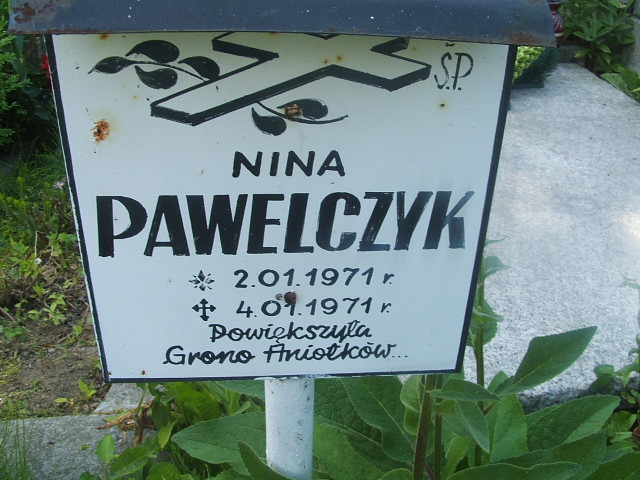 Ś.P.
NINA
PAWELCZYK
2.01.1971 r.
4.01.1971 r.
Powiększyła
Grono Aniołków...